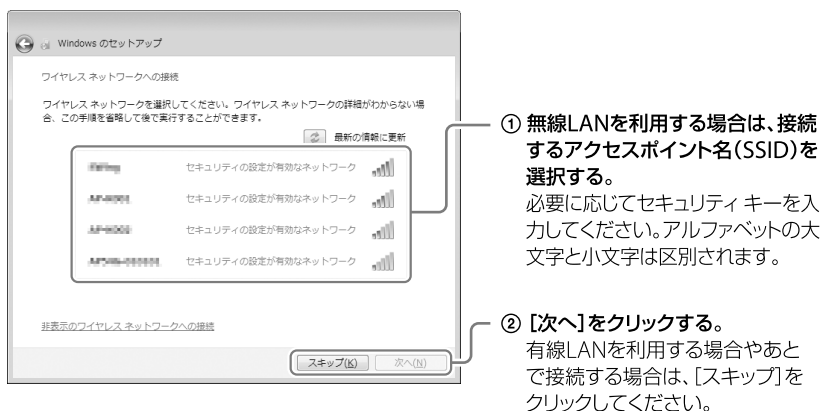 Windows のセットアップ
ワイヤレス ネットワークへの接続
ワイヤレス ネットワークを選択してください。ワイヤレス ネットワークの詳細がわからない場
合、この手順を省略して後で実行することができます。
最新の情報に更新
セキュリティの設定が有効なネットワーク
セキュリティの設定が有効なネットワーク
セキュリティの設定が有効なネットワーク
セキュリティの設定が有効なネットワーク
非表示のワイヤレス ネットワークへの接続
スキップ(K)
次へ(N)
① 無線LANを利用する場合は、接続
するアクセスポイント名(SSID)を
選択する。
必要に応じてセキュリティ キーを入
力してください。アルファベットの大
文字と小文字は区別されます。
② [次へ]をクリックする。
有線LANを利用する場合やあと
で接続する場合は、[スキップ]を
クリックしてください。